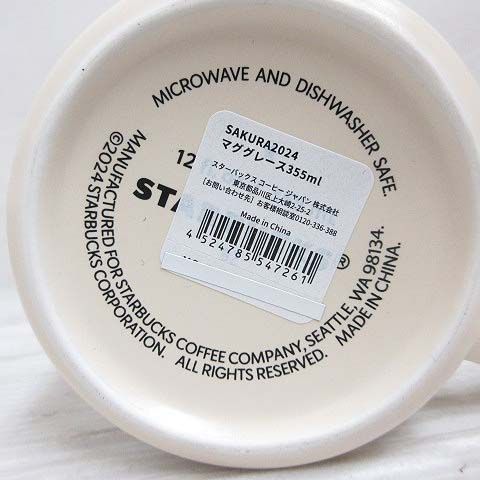 MICROWAVE AND DISHWASHER SAFE.
12
STA
®
SAKURA2024
マググレース355ml
スターバックス コーヒー ジャパン 株式会社
東京都品川区上大崎2-25-2
【お問い合わせ先】お客様相談室0120-336-388
Made in China
4 524785 547261
MANUFACTURED FOR STARBUCKS COFFEE COMPANY, SEATTLE, WA 98134.
©2024 STARBUCKS CORPORATION. ALL RIGHTS RESERVED. MADE IN CHINA.